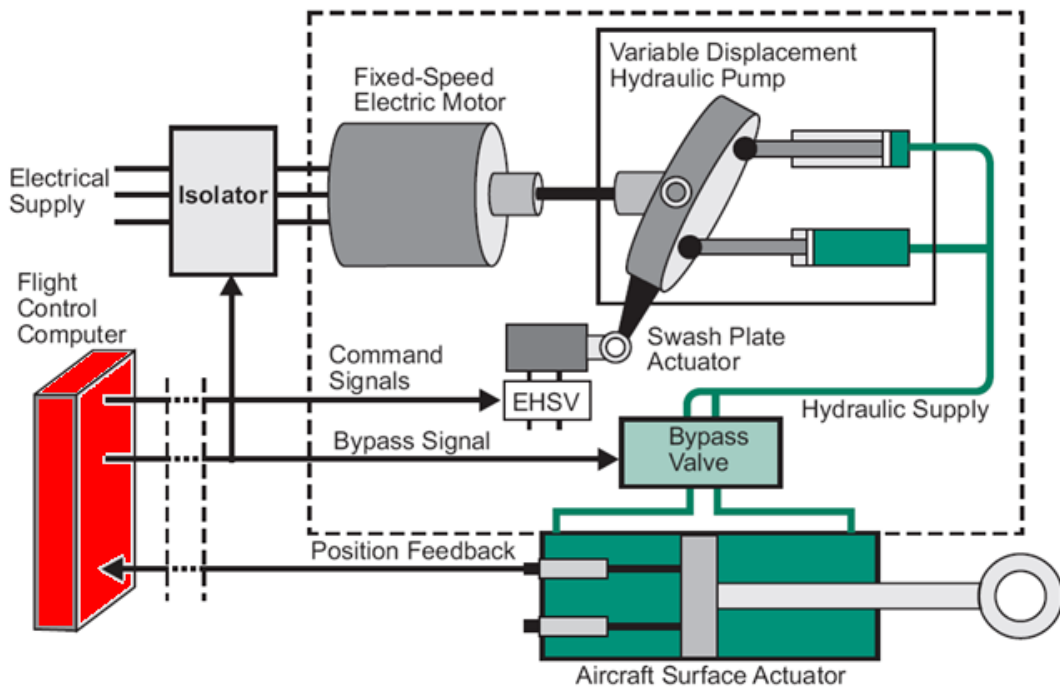 Variable Displacement
Hydraulic Pump
Fixed-Speed
Electric Motor
Electrical
Supply
Isolator
Flight
Control
Computer
Swash Plate
Actuator
Command
Signals
EHSV
Hydraulic Supply
Bypass Signal
Bypass
Valve
Position Feedback
Aircraft Surface Actuator